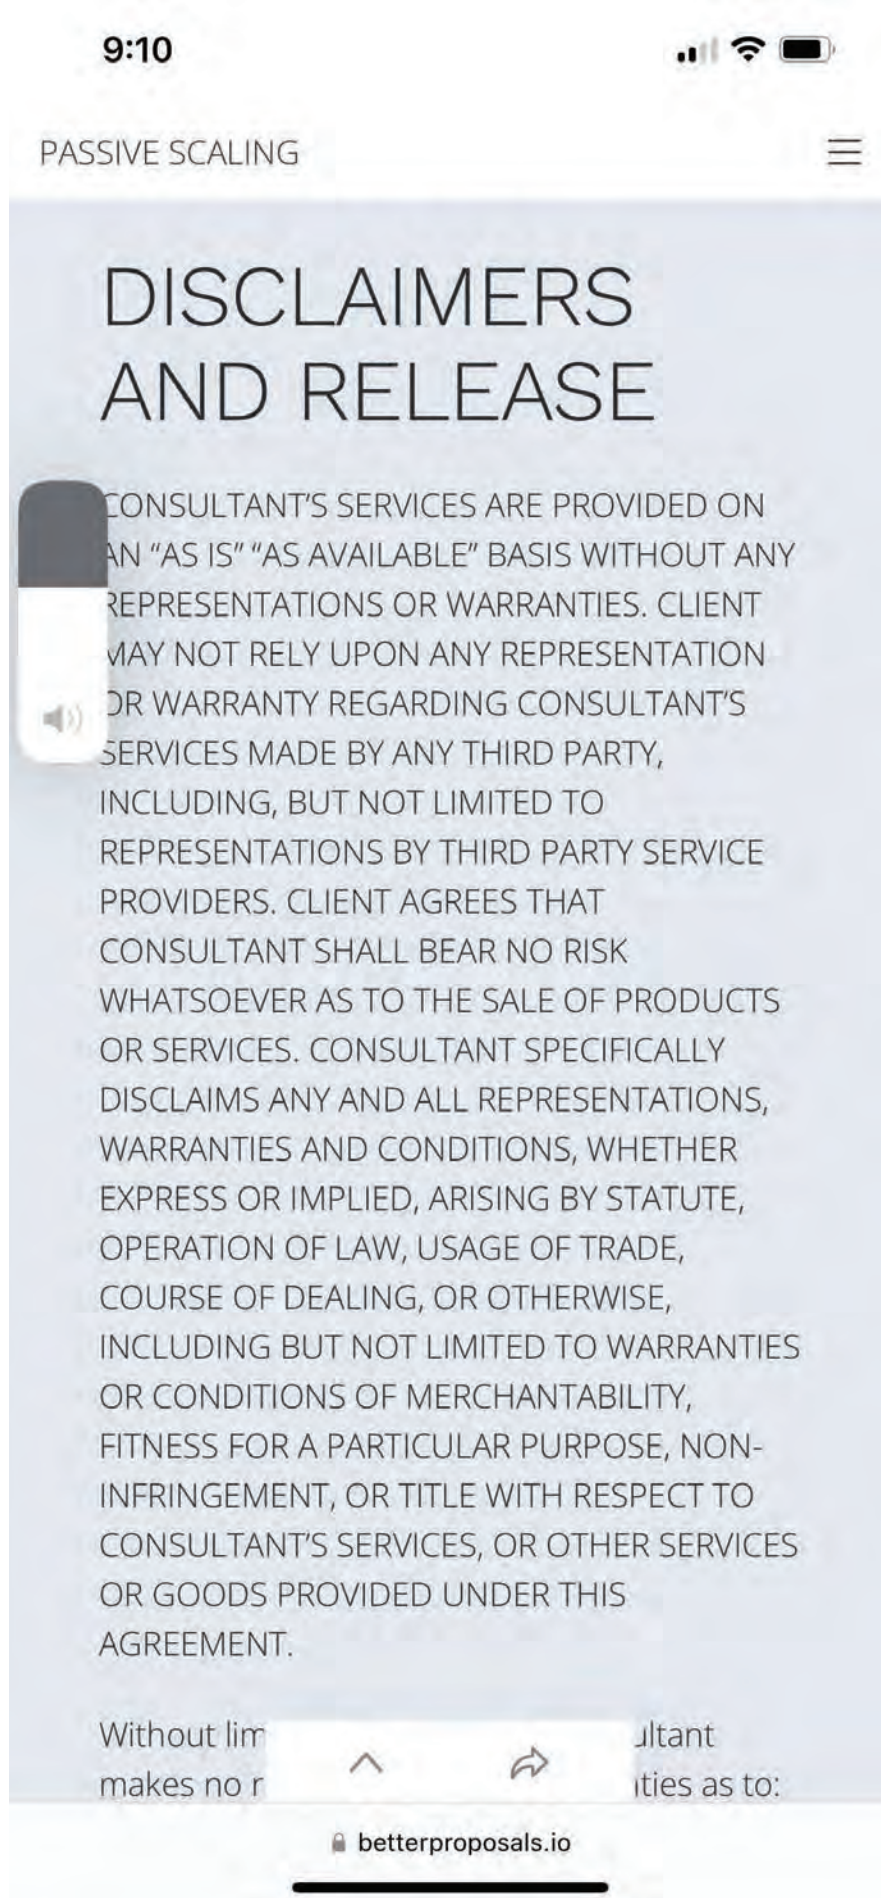 9:10
PASSIVE SCALING
DISCLAIMERS
AND RELEASE
CONSULTANT’S SERVICES ARE PROVIDED ON
AN “AS IS” “AS AVAILABLE” BASIS WITHOUT ANY
REPRESENTATIONS OR WARRANTIES. CLIENT
MAY NOT RELY UPON ANY REPRESENTATION
OR WARRANTY REGARDING CONSULTANT’S
SERVICES MADE BY ANY THIRD PARTY,
INCLUDING, BUT NOT LIMITED TO
REPRESENTATIONS BY THIRD PARTY SERVICE
PROVIDERS. CLIENT AGREES THAT
CONSULTANT SHALL BEAR NO RISK
WHATSOEVER AS TO THE SALE OF PRODUCTS
OR SERVICES. CONSULTANT SPECIFICALLY
DISCLAIMS ANY AND ALL REPRESENTATIONS,
WARRANTIES AND CONDITIONS, WHETHER
EXPRESS OR IMPLIED, ARISING BY STATUTE,
OPERATION OF LAW, USAGE OF TRADE,
COURSE OF DEALING, OR OTHERWISE,
INCLUDING BUT NOT LIMITED TO WARRANTIES
OR CONDITIONS OF MERCHANTABILITY,
FITNESS FOR A PARTICULAR PURPOSE, NON-
INFRINGEMENT, OR TITLE WITH RESPECT TO
CONSULTANT’S SERVICES, OR OTHER SERVICES
OR GOODS PROVIDED UNDER THIS
AGREEMENT.
Without
makes no as to:
betterproposals.io